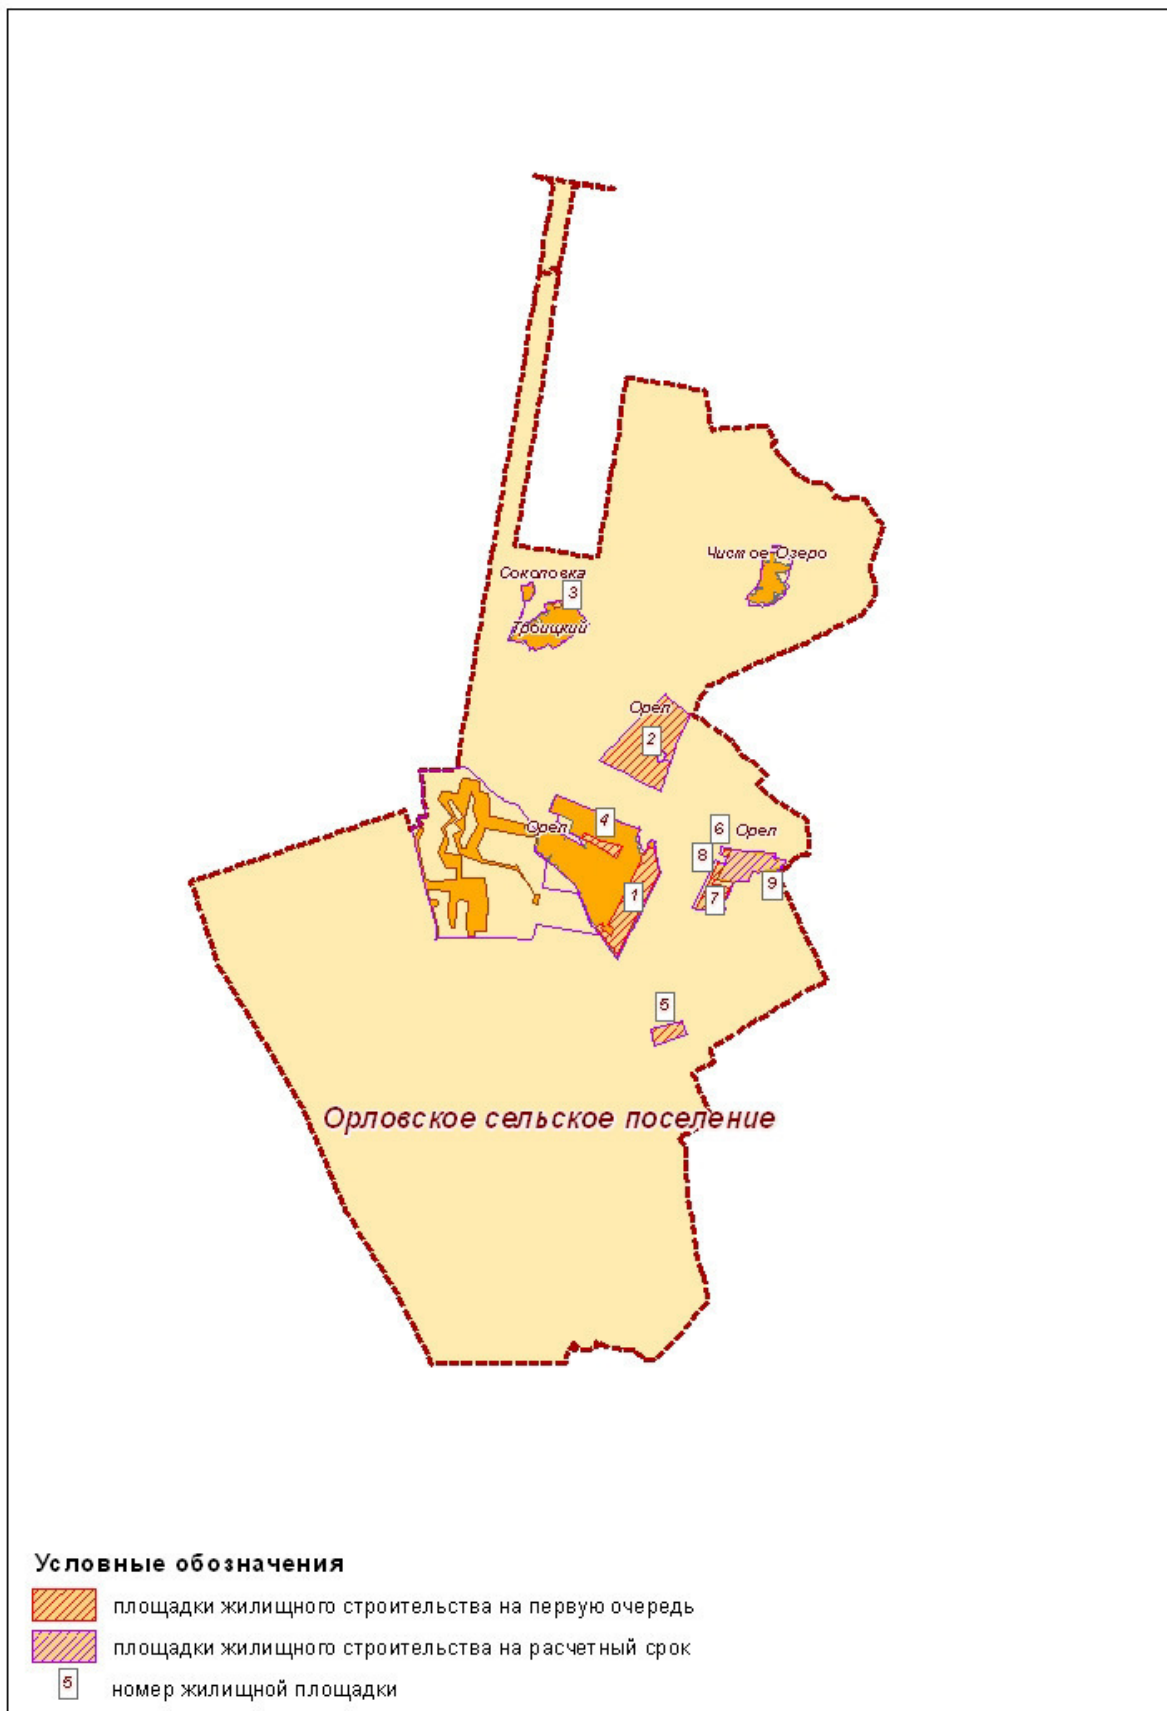 Чистое Озеро
Соколовка
3
Троицкий
Орел
2
Орел
4
6
Орел
8
9
1
7
5
Орловское сельское поселение
Условные обозначения
площадки жилищного строительства на первую очередь
площадки жилищного строительства на расчетный срок
5
номер жилищной площадки